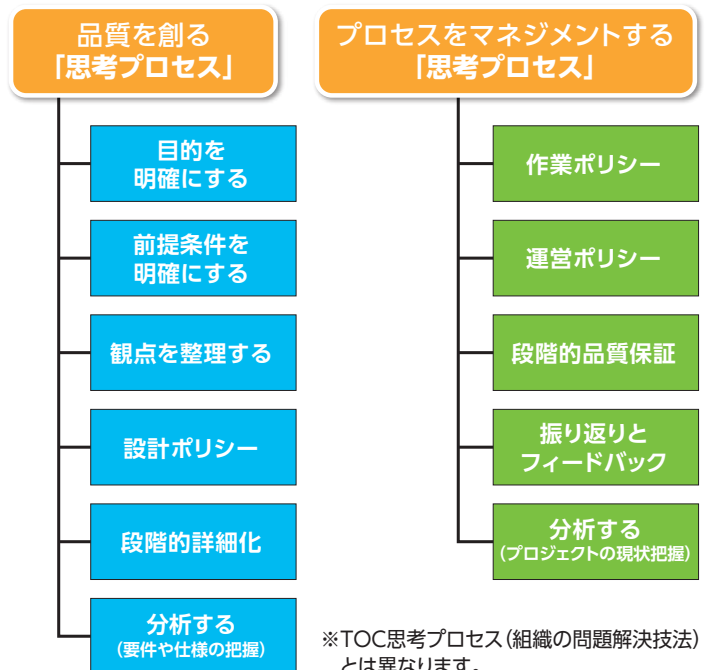 品質を創る
「思考プロセス」
目的を
明確にする
前提条件を
明確にする
観点を整理する
設計ポリシー
段階的詳細化
分析する
(要件や仕様の把握)
プロセスをマネジメントする
「思考プロセス」
作業ポリシー
運営ポリシー
段階的品質保証
振り返りと
フィードバック
分析する
(プロジェクトの現状把握)
※TOC思考プロセス(組織の問題解決技法)
とは異なります。